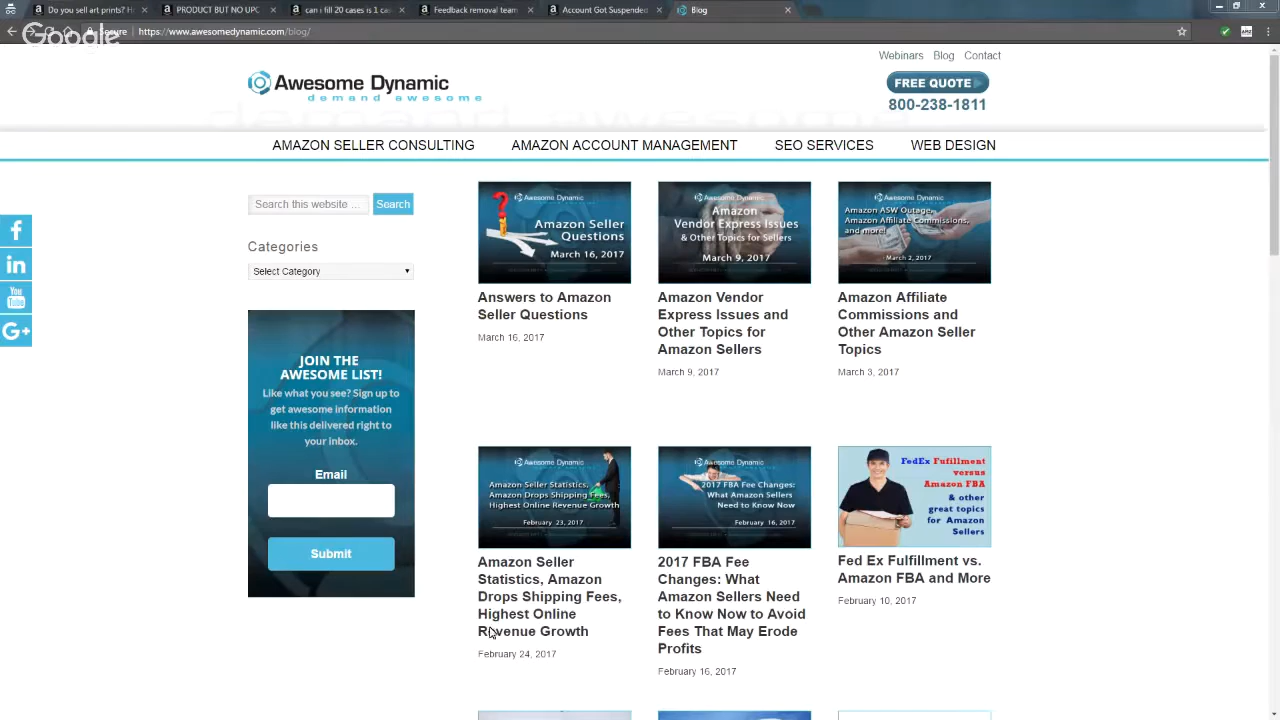 Do you sell art prints? H
PRODUCT BUT NO UPC
can i fill 20 cases is 1 cas
Feedback removal team
Account Got Suspended
Blog
Google
Secure
https://www.awesomedynamic.com/blog/
Webinars Blog Contact
Awesome Dynamic
demand awesome
FREE QUOTE
800-238-1811
AMAZON SELLER CONSULTING AMAZON ACCOUNT MANAGEMENT SEO SERVICES WEB DESIGN
Search this website ...
Search
Categories
Select Category
JOIN THE
AWESOME LIST!
Like what you see? Sign up to
get awesome information
like this delivered right to
your inbox.
Email
Submit
You
Tube
G+
Awesome Dynamic
Amazon Seller
Questions
March 16, 2017
Answers to Amazon
Seller Questions
March 16, 2017
Awesome Dynamic
Amazon
Vendor Express Issues
& Other Topics for Sellers
March 9, 2017
Amazon Vendor
Express Issues and
Other Topics for
Amazon Sellers
March 9, 2017
Awesome Dynamic
Amazon ASW Outage,
Amazon Affiliate Commissions,
and more!
March 2, 2017
Amazon Affiliate
Commissions and
Other Amazon Seller
Topics
March 3, 2017
Awesome Dynamic
Amazon Seller Statistics,
Amazon Drops Shipping Fees,
Highest Online Revenue Growth
February 23, 2017
Amazon Seller
Statistics, Amazon
Drops Shipping Fees,
Highest Online
Revenue Growth
February 24, 2017
Awesome Dynamic
2017 FBA Fee Changes:
What Amazon Sellers
Need to Know Now
February 16, 2017
2017 FBA Fee
Changes: What
Amazon Sellers Need
to Know Now to Avoid
Fees That May Erode
Profits
February 16, 2017
FedEx Fufillment
versus
Amazon FBA
& other
great topics
for Amazon
Sellers
Fed Ex Fulfillment vs.
Amazon FBA and More
February 10, 2017